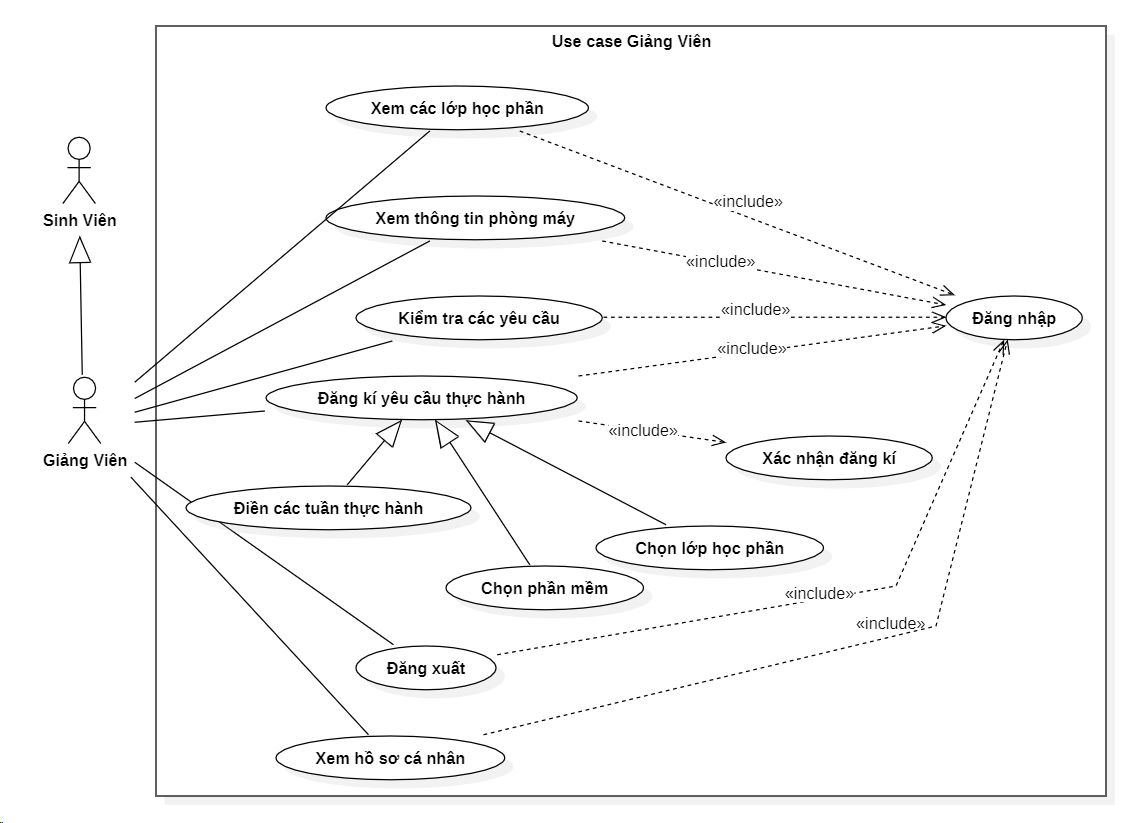 Use case Giảng Viên
Xem các lớp học phần
«include»
Sinh Viên
Xem thông tin phòng máy
«include»
Kiểm tra các yêu cầu
«include»
Đăng nhập
«include»
Đăng kí yêu cầu thực hành
«include»
Giảng Viên
Xác nhận đăng kí
Điền các tuần thực hành
Chọn lớp học phần
Chọn phần mềm
«include»
«include»
Đăng xuất
Xem hồ sơ cá nhân